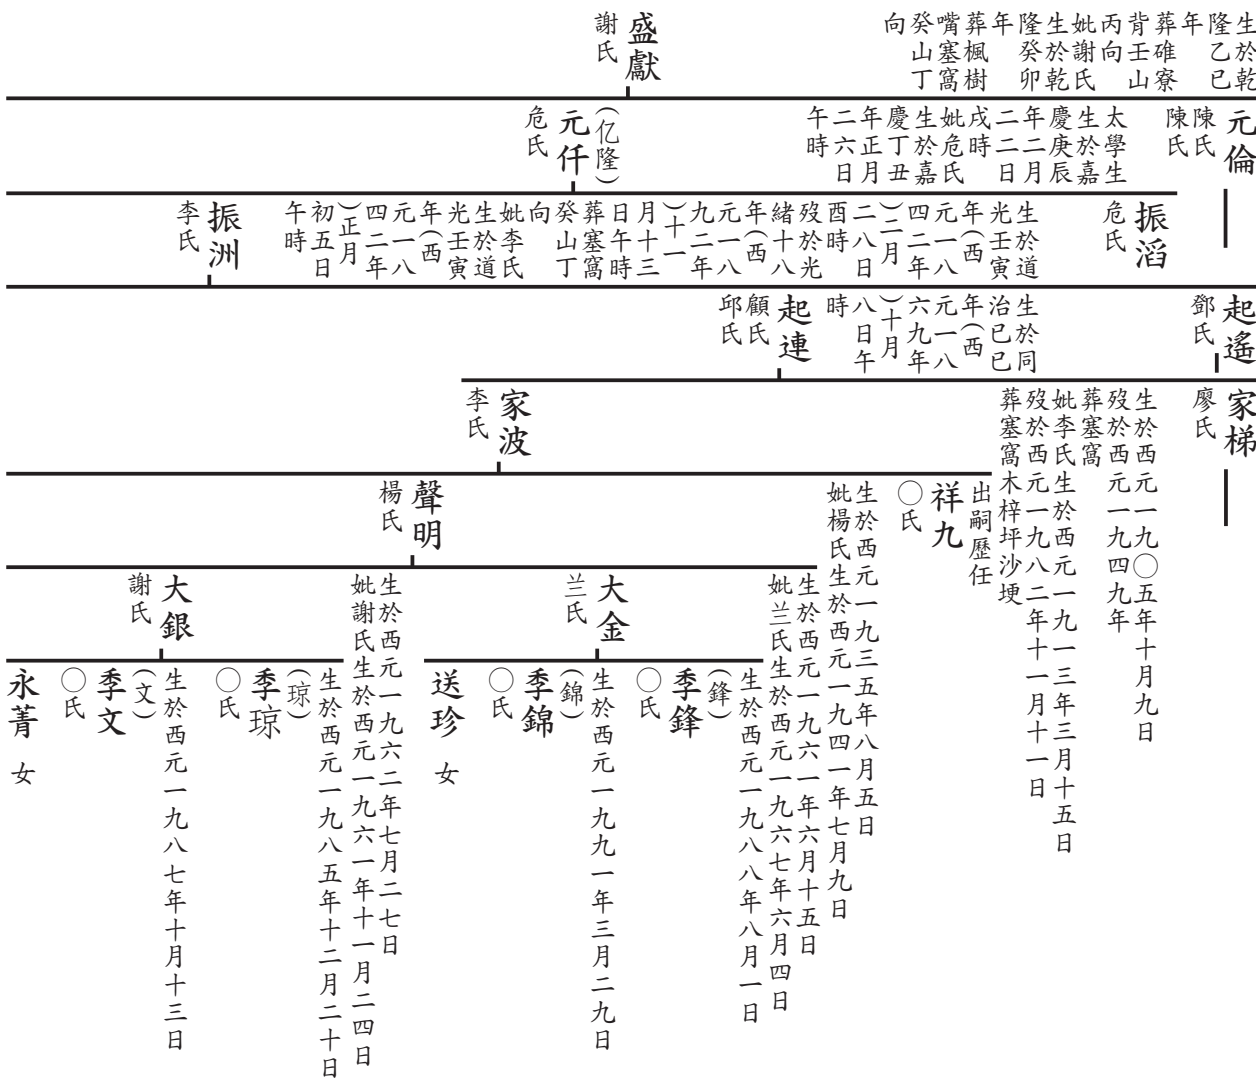 生於乾
隆乙巳
年
葬碓寮
背壬山
丙向
妣謝氏
生於乾
隆癸卯
年
葬楓樹
嘴塞窩
癸山丁
向
盛獻
謝氏
元倫
陳氏
陳氏
太學生
生於嘉
慶庚辰
年二月
二二日
戌時
妣危氏
生於嘉
慶丁丑
年正月
二六日
午時
(亿隆)
元仟
危氏
振滔
危氏
生於道
光壬寅
年(西
元一八
四二年
)二月
二八日
酉時
歿於光
緒十八
年(西
元一八
九二年
)十一
月十三
日午時
葬塞窩
癸山丁
向
妣李氏
生於道
光壬寅
年(西
元一八
四二年
)正月
初五日
午時
振洲
李氏
起遙
鄧氏
生於同
治己巳
年(西
元一八
六九年
)十月
八日午
時
起連
顧氏
邱氏
家梯
廖氏
生於西元一九〇五年十月九日
歿於西元一九四九年
葬塞窩
妣李氏生於西元一九一三年三月十五日
歿於西元一九八二年十一月十一日
葬塞窩木梓坪沙埂
家波
李氏
出嗣歷任
祥九
〇氏
生於西元一九三五年八月五日
妣楊氏生於西元一九四一年七月九日
聲明
楊氏
生於西元一九六一年六月十五日
妣兰氏生於西元一九六七年六月四日
大金
兰氏
生於西元一九六二年七月二七日
妣謝氏生於西元一九六一年十一月二四日
大銀
謝氏
生於西元一九八八年八月一日
(鋒)
季鋒
〇氏
生於西元一九九一年三月二九日
(錦)
季錦
〇氏
送珍 女
生於西元一九八五年十二月二十日
(琼)
季琼
〇氏
生於西元一九八七年十月十三日
(文)
季文
〇氏
永菁 女